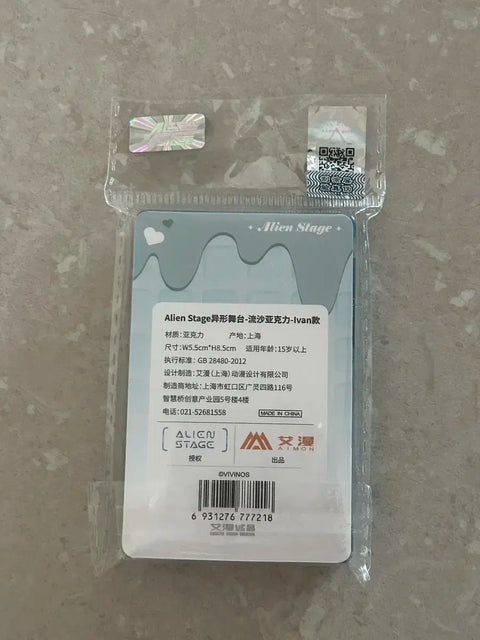 Alien Stage
Alien Stage异形舞台-流沙亚克力-Ivan款
材质：亚克力 产地：上海
尺寸：W5.5cm*H8.5cm 适用年龄：15岁以上
执行标准：GB 28480-2012
设计制造：艾漫(上海)动漫设计有限公司
制造商地址：上海市虹口区广灵四路116号
智慧桥创意产业园5号楼4楼
电话：021-52681558 MADE IN CHINA
ALIEN STAGE 艾漫 AIMON
授权 出品
©VIVINOS
6 931276 777218